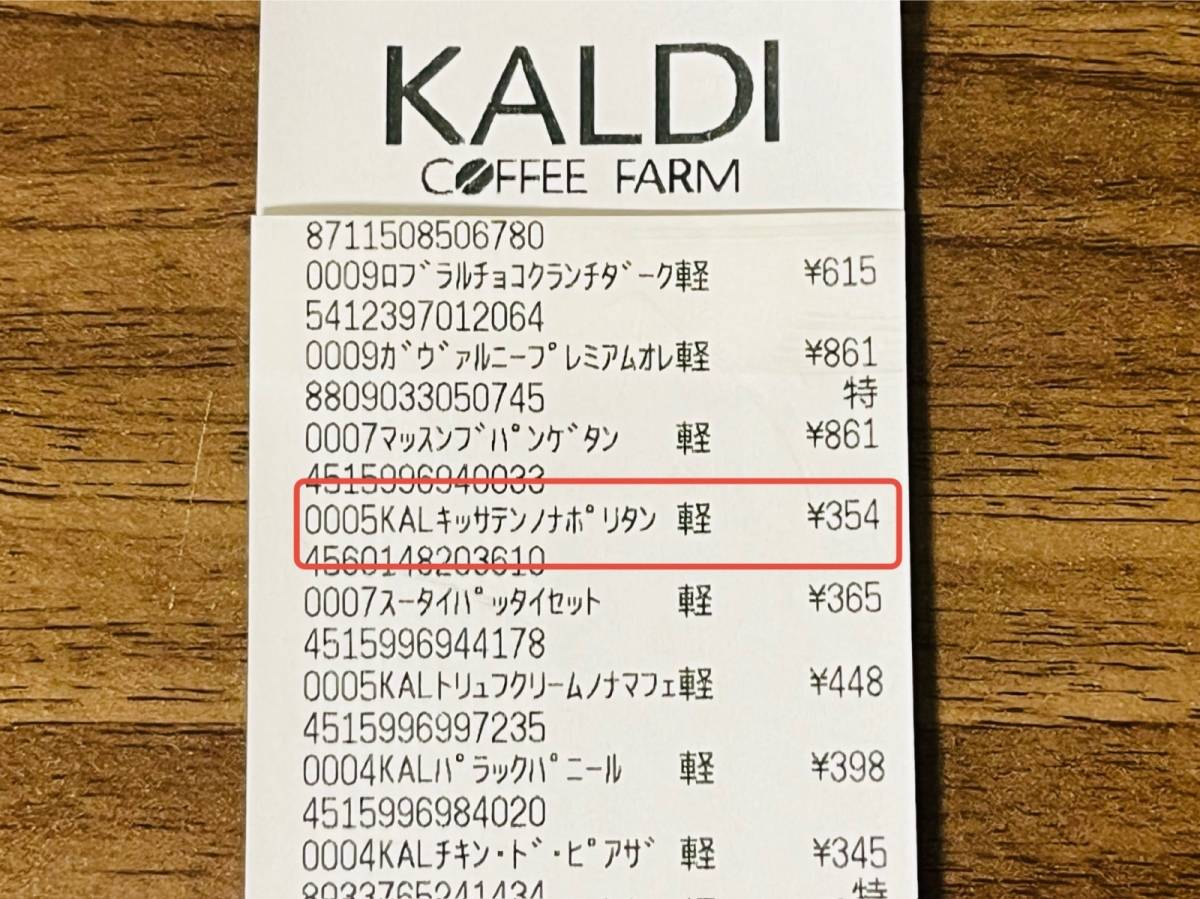 KALDI
COFFEE FARM
8711508506780
0009ﾛﾌﾞﾗﾙﾁｮｺｸﾗﾝﾁﾀﾞｰｸ軽 ¥615
5412397012064
0009ｶﾞｳﾞｧﾙﾆｰﾌﾟﾚﾐｱﾑｵﾚ軽 ¥861
8809033050745 特
0007ﾏｯｽﾝﾌﾞﾊﾟﾝｹﾞﾀﾝ 軽 ¥861
4515996940033
0005KALｷｯｻﾃﾝﾉﾅﾎﾟﾘﾀﾝ 軽 ¥354
4560148203610
0007ｽｰﾀｲﾊﾟｯﾀｲｾｯﾄ 軽 ¥365
4515996944178
0005KALﾄﾘｭﾌｸﾘｰﾑﾉﾅﾏﾌｪ軽 ¥448
4515996997235
0004KALﾊﾟﾗｯｸﾊﾟﾆｰﾙ 軽 ¥398
4515996984020
0004KALﾁｷﾝ･ﾄﾞ･ﾋﾟｱｻﾞ 軽 ¥345
8933765241434 特